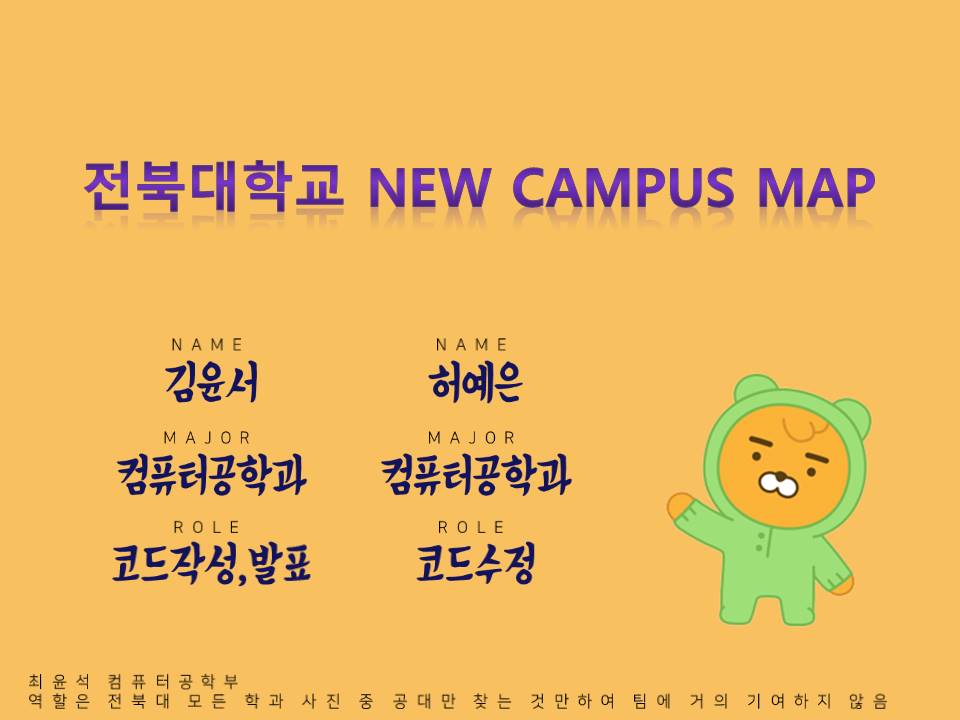 전북대학교 NEW CAMPUS MAP
NAME NAME
김윤서 허예은
MAJOR MAJOR
컴퓨터공학과 컴퓨터공학과
ROLE ROLE
코드작성,발표 코드수정
최윤석 컴퓨터공학부
역할은 전북대 모든 학과 사진 중 공대만 찾는 것만하여 팀에 거의 기여하지 않음